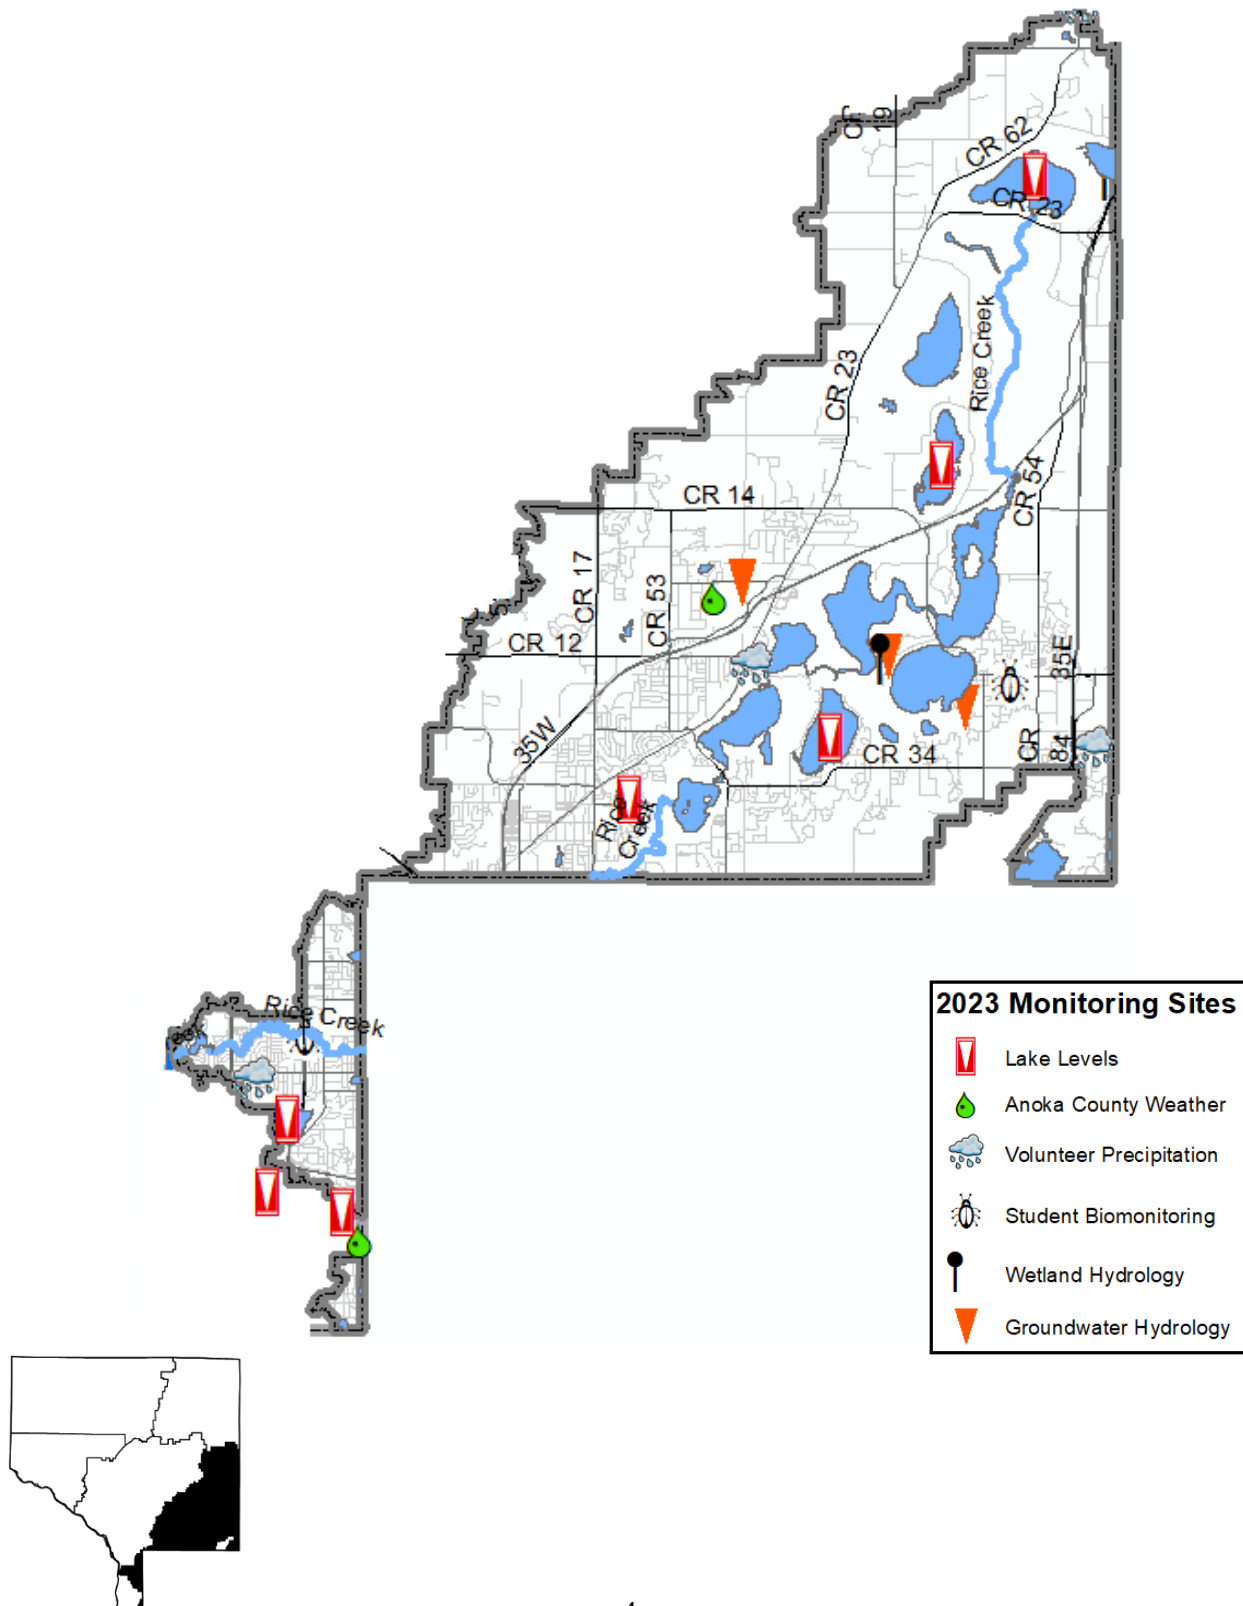 19
CR 62
CR 23
Rice Creek
CR 23
CR 54
CR 14
CR 17
CR 53
CR 12
35E
35W
CR 34
CR
84
Rice
Creek
Rice Creek
2023 Monitoring Sites
Lake Levels
Anoka County Weather
Volunteer Precipitation
Student Biomonitoring
Wetland Hydrology
Groundwater Hydrology